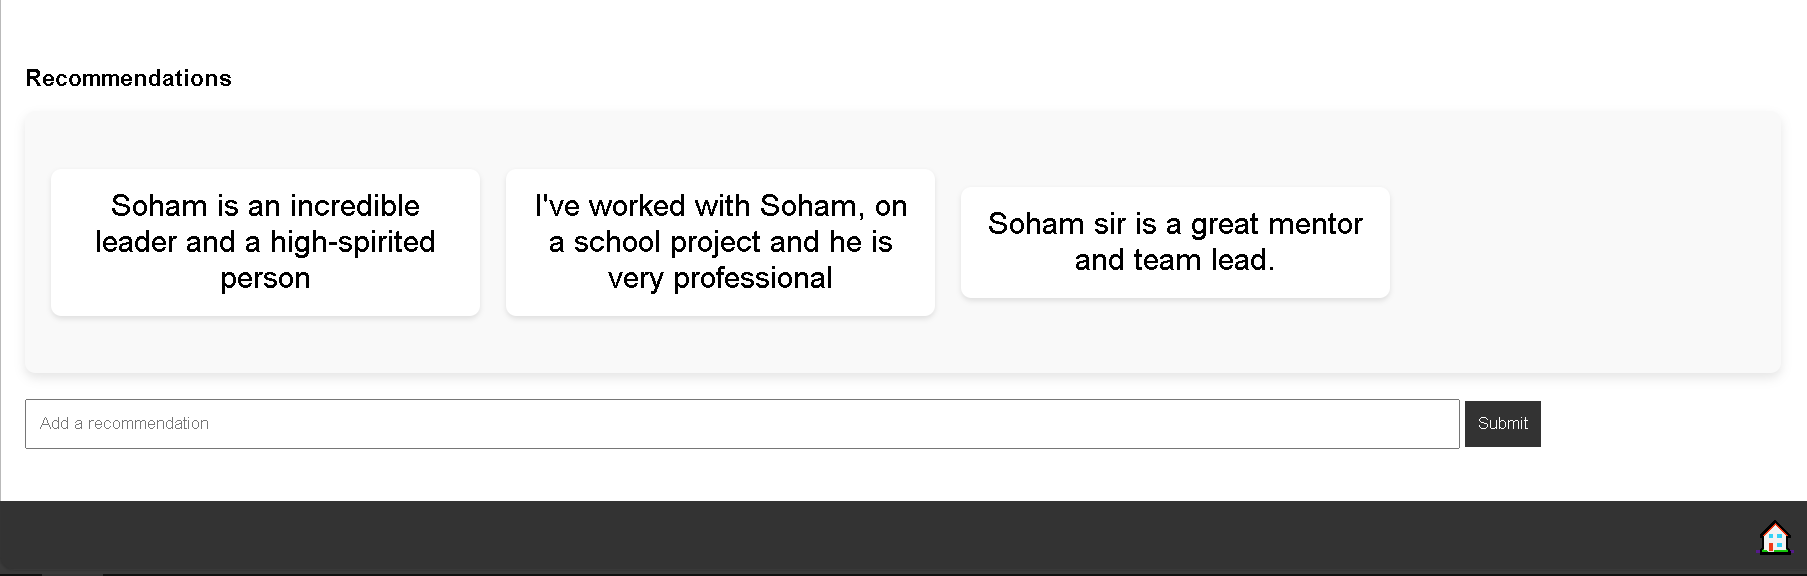 Recommendations
Soham is an incredible
leader and a high-spirited
person
I've worked with Soham, on
a school project and he is
very professional
Soham sir is a great mentor
and team lead.
Add a recommendation
Submit